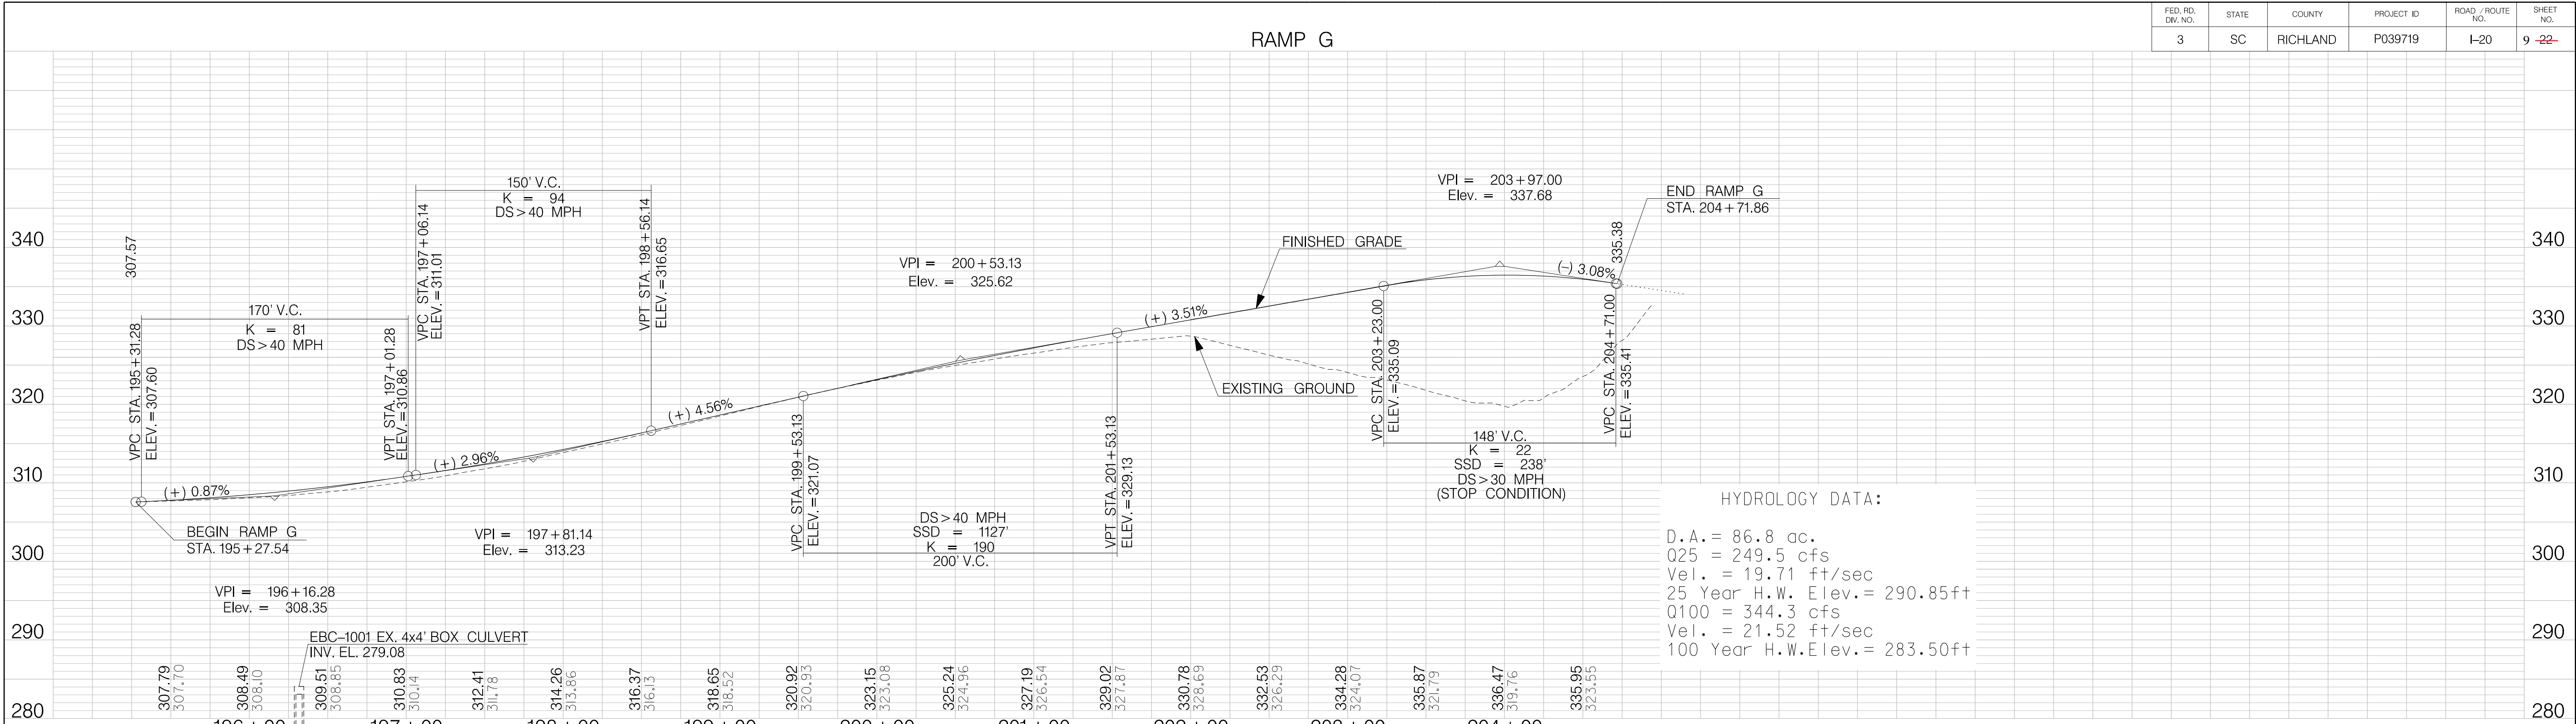 RAMP G
FED. RD. DIV. NO. STATE COUNTY PROJECT ID ROAD / ROUTE NO. SHEET NO.
3 SC RICHLAND P039719 I-20 9 22
340
330
320
310
300
290
280
307.57
VPC STA. 195+31.28
ELEV. = 307.60
170' V.C.
K = 81
DS > 40 MPH
VPT STA. 197+01.28
ELEV. = 310.86
VPC STA. 197+06.14
ELEV. = 311.01
150' V.C.
K = 94
DS > 40 MPH
VPT STA. 198+56.14
ELEV. = 316.65
(+) 0.87%
(+) 2.96%
(+) 4.56%
BEGIN RAMP G
STA. 195+27.54
VPI = 196+16.28
Elev. = 308.35
VPI = 197+81.14
Elev. = 313.23
EBC-1001 EX. 4x4' BOX CULVERT
INV. EL. 279.08
VPI = 200+53.13
Elev. = 325.62
VPC STA. 199+53.13
ELEV. = 321.07
DS > 40 MPH
SSD = 1127'
K = 190
200' V.C.
VPT STA. 201+53.13
ELEV. = 329.13
(+) 3.51%
FINISHED GRADE
EXISTING GROUND
VPI = 203+97.00
Elev. = 337.68
VPC STA. 203+23.00
ELEV. = 335.09
148' V.C.
K = 22
SSD = 238'
DS > 30 MPH
(STOP CONDITION)
(-) 3.08%
335.38
VPC STA. 204+71.00
ELEV. = 335.41
END RAMP G
STA. 204+71.86
HYDROLOGY DATA:
D.A.= 86.8 ac.
Q25 = 249.5 cfs
Vel. = 19.71 ft/sec
25 Year H.W. Elev.= 290.85ft
Q100 = 344.3 cfs
Vel. = 21.52 ft/sec
100 Year H.W.Elev.= 283.50ft
340
330
320
310
300
290
280
307.79
307.70
308.49
308.10
309.51
308.85
310.83
310.14
312.41
311.78
314.26
313.86
316.37
316.13
318.65
318.52
320.92
320.93
323.15
323.08
325.24
324.96
327.19
326.54
329.02
327.87
330.78
328.69
332.53
326.29
334.28
324.07
335.87
321.79
336.47
319.76
335.95
323.55